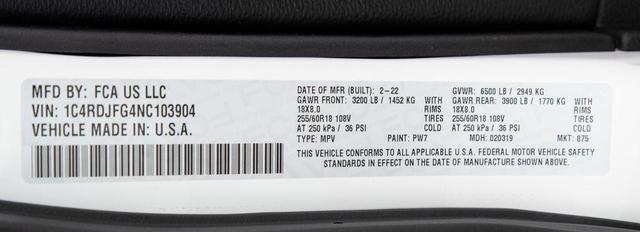 MFD BY: FCA US LLC
VIN: 1C4RDJFG4NC103904
VEHICLE MADE IN: U.S.A.
DATE OF MFR (BUILT): 2-22 GVWR: 6500 LB / 2949 KG
GAWR FRONT: 3200 LB / 1452 KG WITH GAWR REAR: 3900 LB / 1770 KG WITH
18X8.0 RIMS 18X8.0 RIMS
255/60R18 108V TIRES 255/60R18 108V TIRES
AT 250 kPa / 36 PSI COLD AT 250 kPa / 36 PSI COLD
TYPE: MPV PAINT: PW7 MDH: 020319 MKT: 875
THIS VEHICLE CONFORMS TO ALL APPLICABLE U.S.A. FEDERAL MOTOR VEHICLE SAFETY
STANDARDS IN EFFECT ON THE DATE OF MANUFACTURE SHOWN ABOVE.